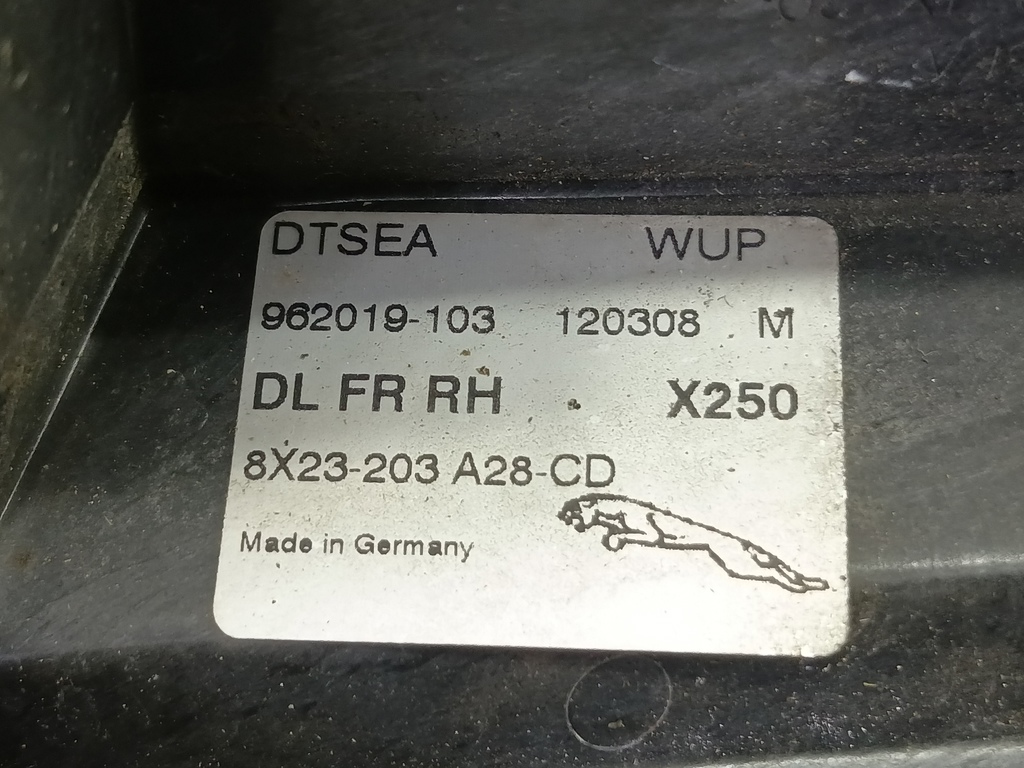 DTSEA WUP
962019-103 120308 M
DL FR RH X250
8X23-203 A28-CD
Made in Germany